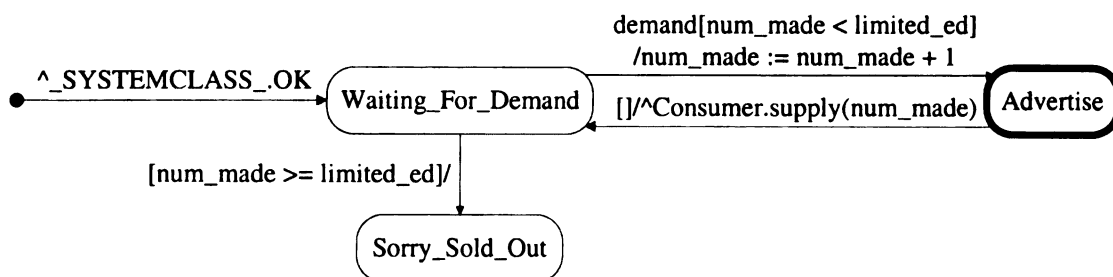 demand[num_made < limited_ed]
/num_made := num_made + 1
^_SYSTEMCLASS_.OK
Waiting_For_Demand
[]/^Consumer.supply(num_made)
Advertise
[num_made >= limited_ed]/
Sorry_Sold_Out